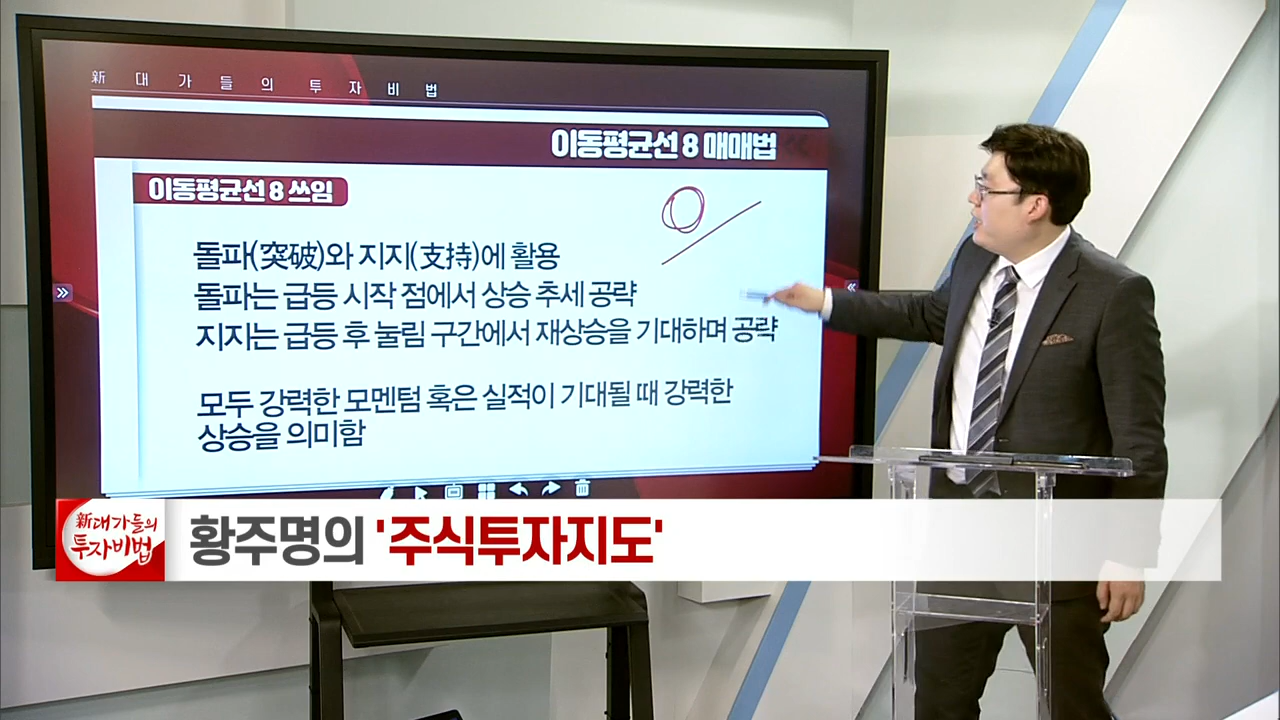 新 대 가 들 의 투 자 비 법
이동평균선 8 매매법
이동평균선 8 쓰임
돌파(突破)와 지지(支持)에 활용
돌파는 급등 시작 점에서 상승 추세 공략
지지는 급등 후 눌림 구간에서 재상승을 기대하며 공략
모두 강력한 모멘텀 혹은 실적이 기대될 때 강력한
상승을 의미함
新대가들의
투자비법
황주명의 '주식투자지도'